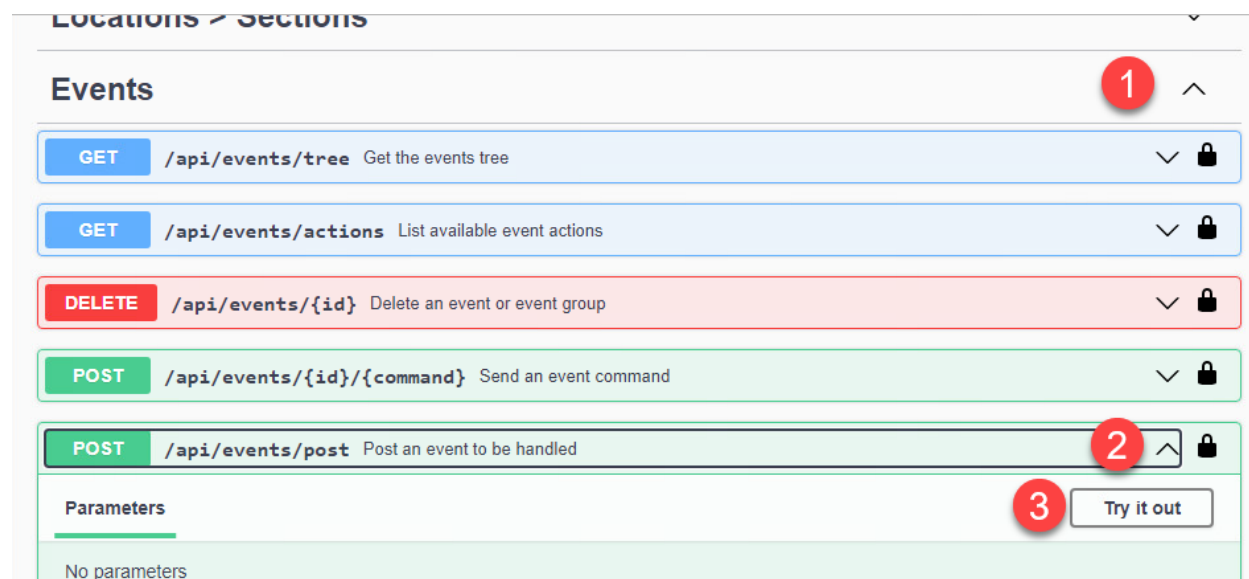 Locations > Sections
Events 1
GET /api/events/tree Get the events tree
GET /api/events/actions List available event actions
DELETE /api/events/{id} Delete an event or event group
POST /api/events/{id}/{command} Send an event command
POST /api/events/post Post an event to be handled 2
Parameters 3 Try it out
No parameters